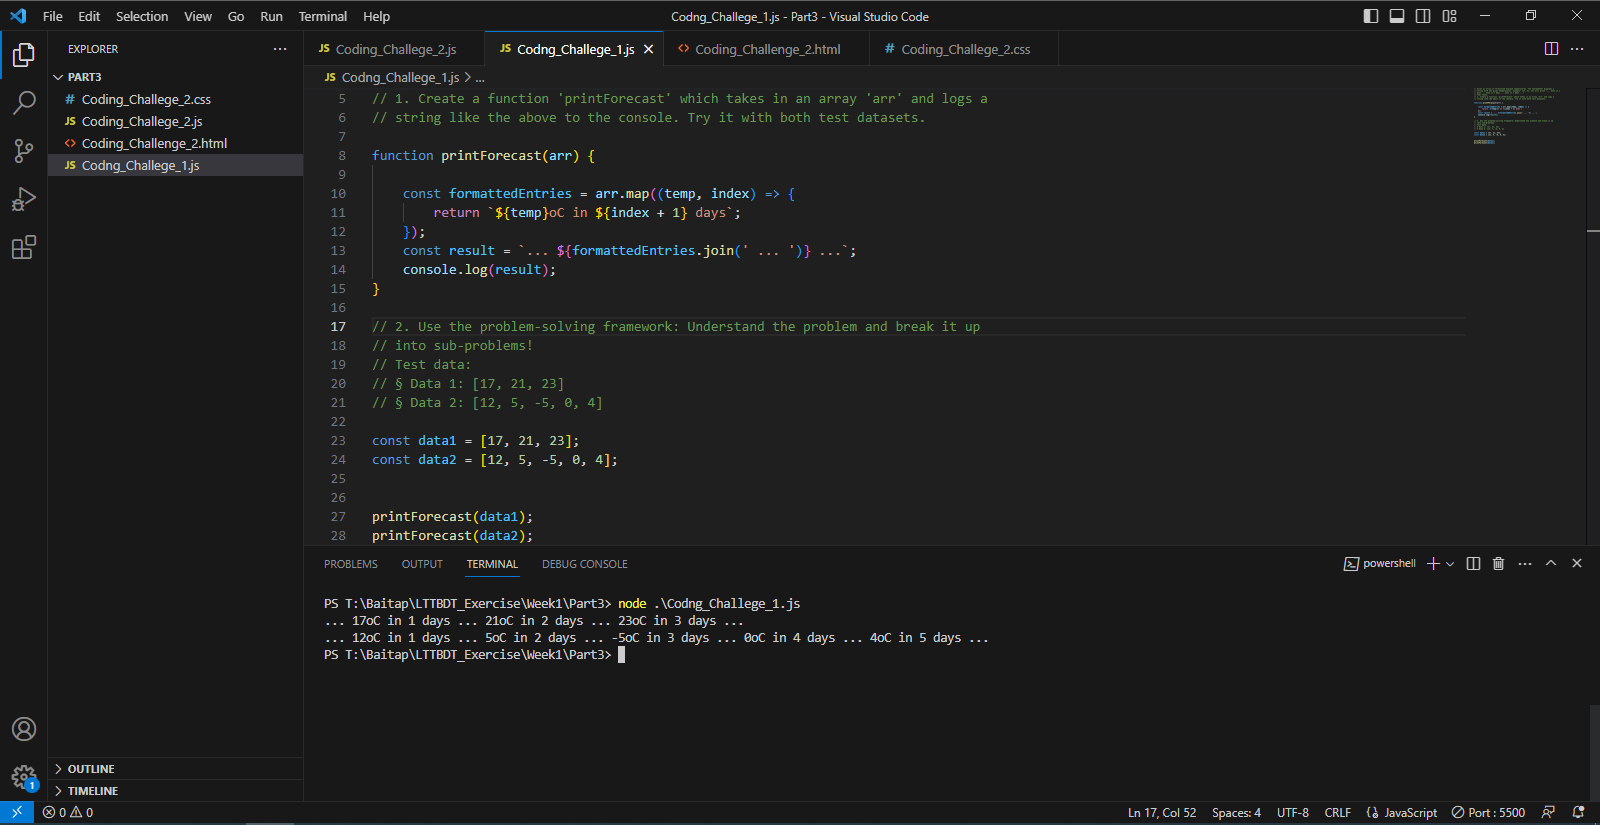 File Edit Selection View Go Run Terminal Help
Codng_Challege_1.js - Part3 - Visual Studio Code
EXPLORER
PART3
# Coding_Challege_2.css
JS Coding_Challege_2.js
<> Coding_Challenge_2.html
JS Codng_Challege_1.js
OUTLINE
TIMELINE
JS Coding_Challege_2.js
JS Codng_Challege_1.js
<> Coding_Challenge_2.html
# Coding_Challege_2.css
JS Codng_Challege_1.js > ...
5 // 1. Create a function 'printForecast' which takes in an array 'arr' and logs a
6 // string like the above to the console. Try it with both test datasets.
7
8 function printForecast(arr) {
9
10 const formattedEntries = arr.map((temp, index) => {
11 return `${temp}oC in ${index + 1} days`;
12 });
13 const result = `... ${formattedEntries.join(' ... ')} ...`;
14 console.log(result);
15 }
16
17 // 2. Use the problem-solving framework: Understand the problem and break it up
18 // into sub-problems!
19 // Test data:
20 // § Data 1: [17, 21, 23]
21 // § Data 2: [12, 5, -5, 0, 4]
22
23 const data1 = [17, 21, 23];
24 const data2 = [12, 5, -5, 0, 4];
25
26
27 printForecast(data1);
28 printForecast(data2);
PROBLEMS OUTPUT TERMINAL DEBUG CONSOLE
powershell
PS T:\Baitap\LTTBDT_Exercise\Week1\Part3> node .\Codng_Challege_1.js
... 17oC in 1 days ... 21oC in 2 days ... 23oC in 3 days ...
... 12oC in 1 days ... 5oC in 2 days ... -5oC in 3 days ... 0oC in 4 days ... 4oC in 5 days ...
PS T:\Baitap\LTTBDT_Exercise\Week1\Part3>
1
0 0
Ln 17, Col 52 Spaces: 4 UTF-8 CRLF {} JavaScript Port : 5500